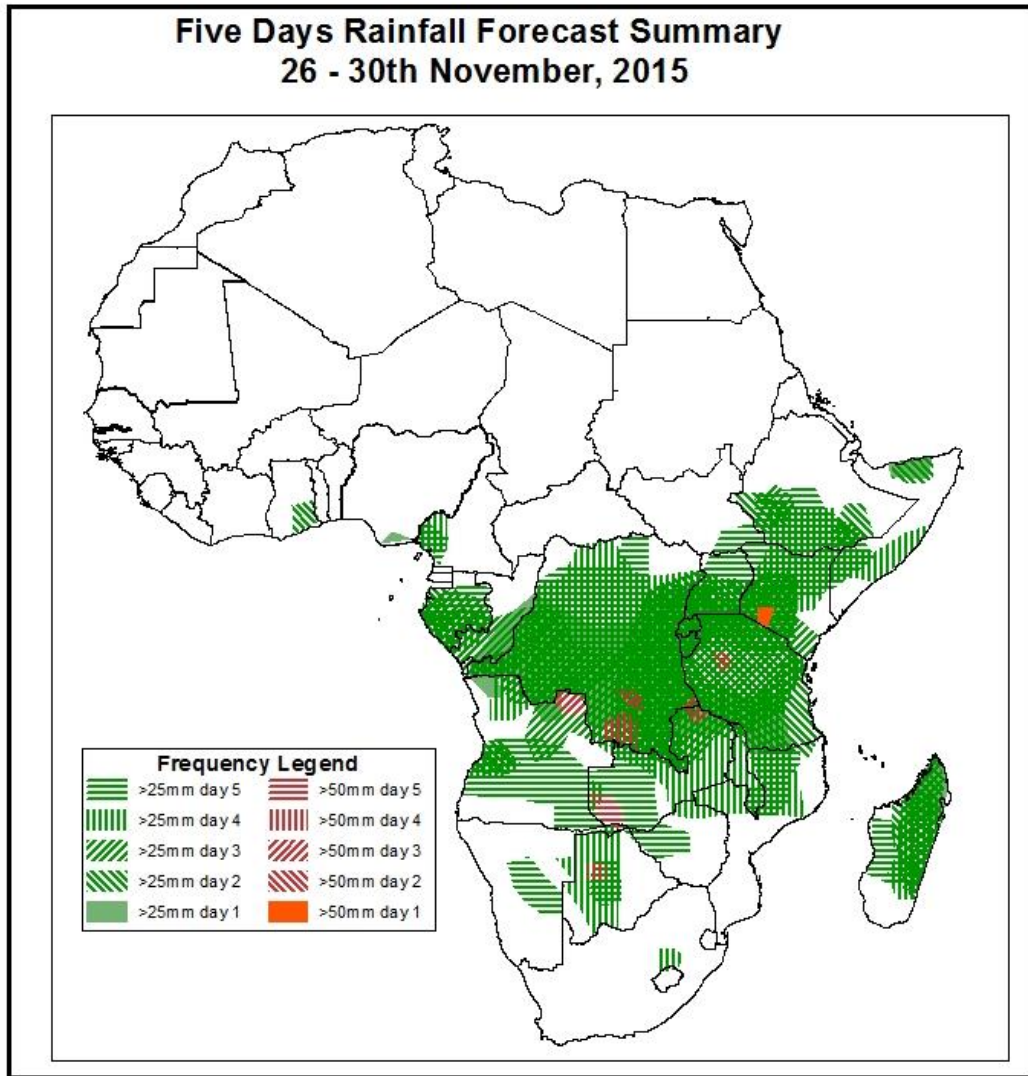 Five Days Rainfall Forecast Summary
26 - 30th November, 2015
Frequency Legend
>25mm day 5 >50mm day 5
>25mm day 4 >50mm day 4
>25mm day 3 >50mm day 3
>25mm day 2 >50mm day 2
>25mm day 1 >50mm day 1